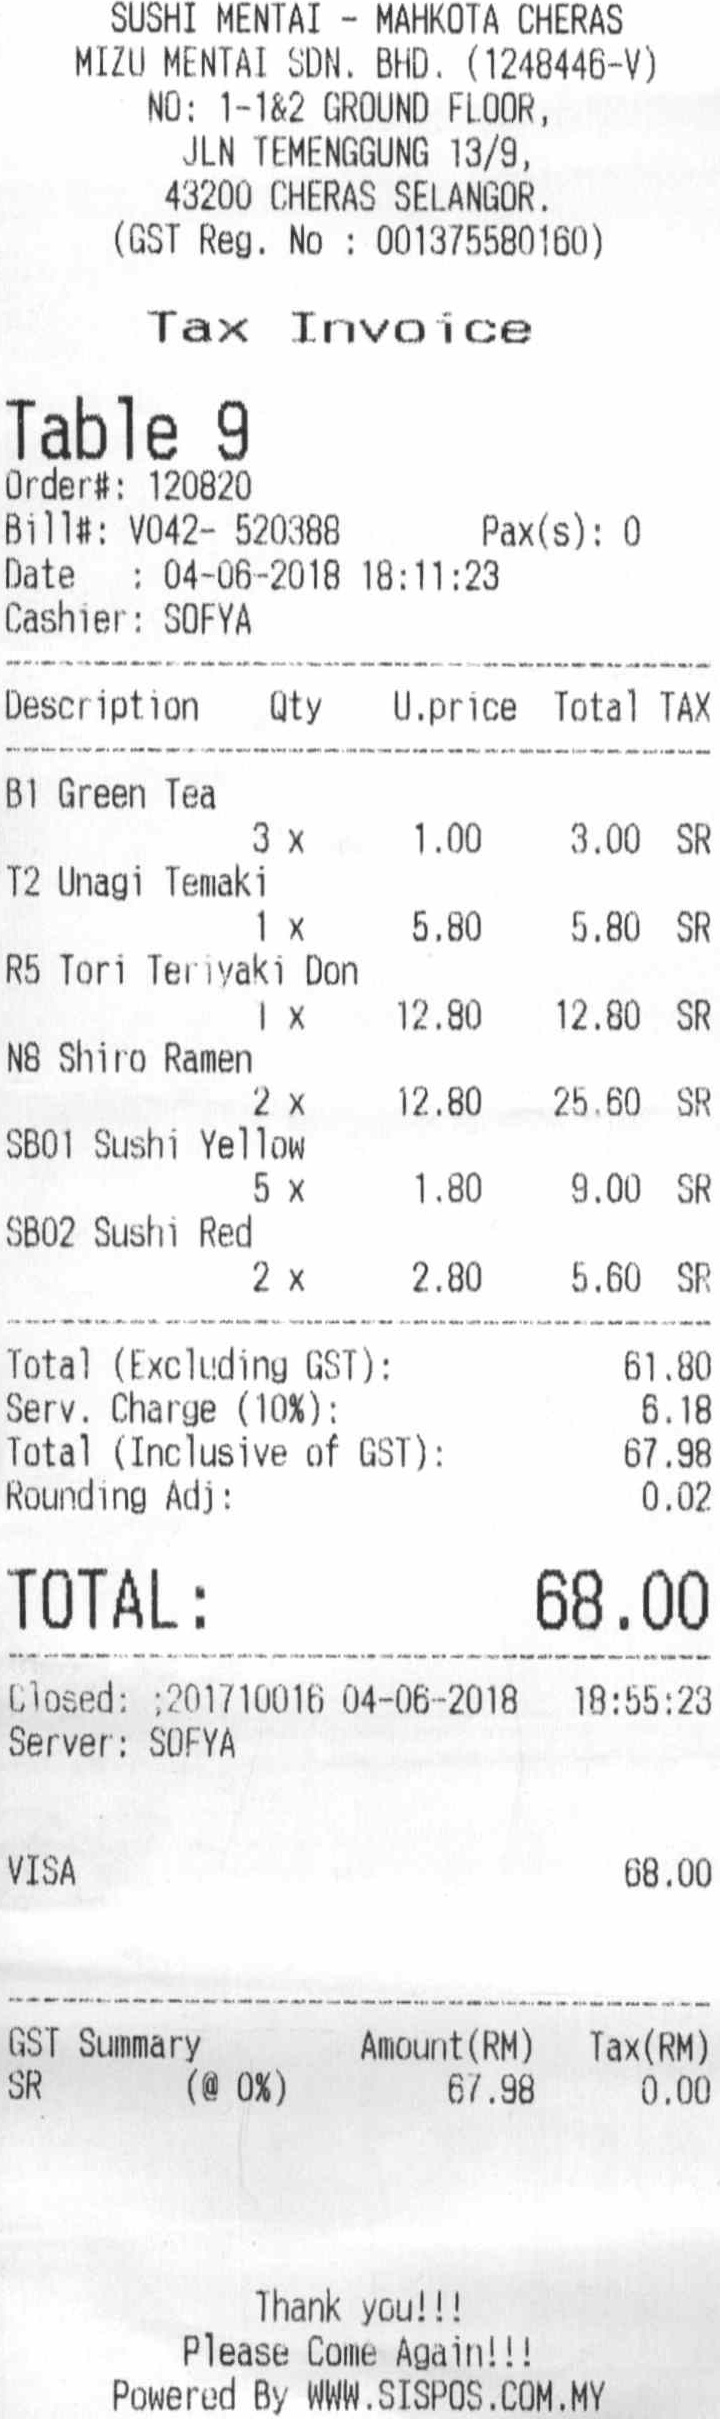 SUSHI MENTAI - MAHKOTA CHERAS
MIZU MENTAI SDN. BHD. (1248446-V)
NO: 1-1&2 GROUND FLOOR,
JLN TEMENGGUNG 13/9,
43200 CHERAS SELANGOR.
(GST Reg. No : 001375580160)
Tax Invoice
Table 9
Order#: 120820
Bill#: V042- 520388 Pax(s): 0
Date : 04-06-2018 18:11:23
Cashier: SOFYA
Description Qty U.price Total TAX
B1 Green Tea
3 x 1.00 3.00 SR
T2 Unagi Temaki
1 x 5.80 5.80 SR
R5 Tori Teriyaki Don
1 x 12.80 12.80 SR
N8 Shiro Ramen
2 x 12.80 25.60 SR
SB01 Sushi Yellow
5 x 1.80 9.00 SR
SB02 Sushi Red
2 x 2.80 5.60 SR
Total (Excluding GST): 61.80
Serv. Charge (10%): 6.18
Total (Inclusive of GST): 67.98
Rounding Adj: 0.02
TOTAL: 68.00
Closed: ;201710016 04-06-2018 18:55:23
Server: SOFYA
VISA 68.00
GST Summary Amount(RM) Tax(RM)
SR (@ 0%) 67.98 0.00
Thank you!!!
Please Come Again!!!
Powered By WWW.SISPOS.COM.MY